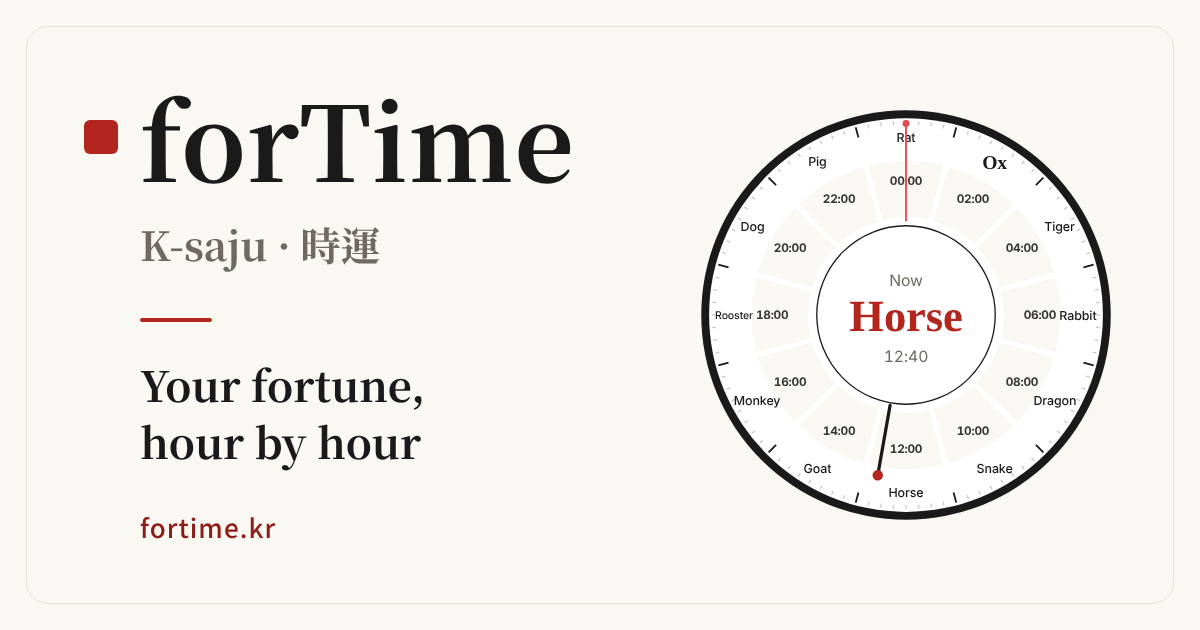 forTime
K-saju · 時運
Your fortune,
hour by hour
fortime.kr
Rat
Ox
Tiger
Rabbit
Dragon
Snake
Horse
Goat
Monkey
Rooster
Dog
Pig
00:00
02:00
04:00
06:00
08:00
10:00
12:00
14:00
16:00
18:00
20:00
22:00
Now
Horse
12:40